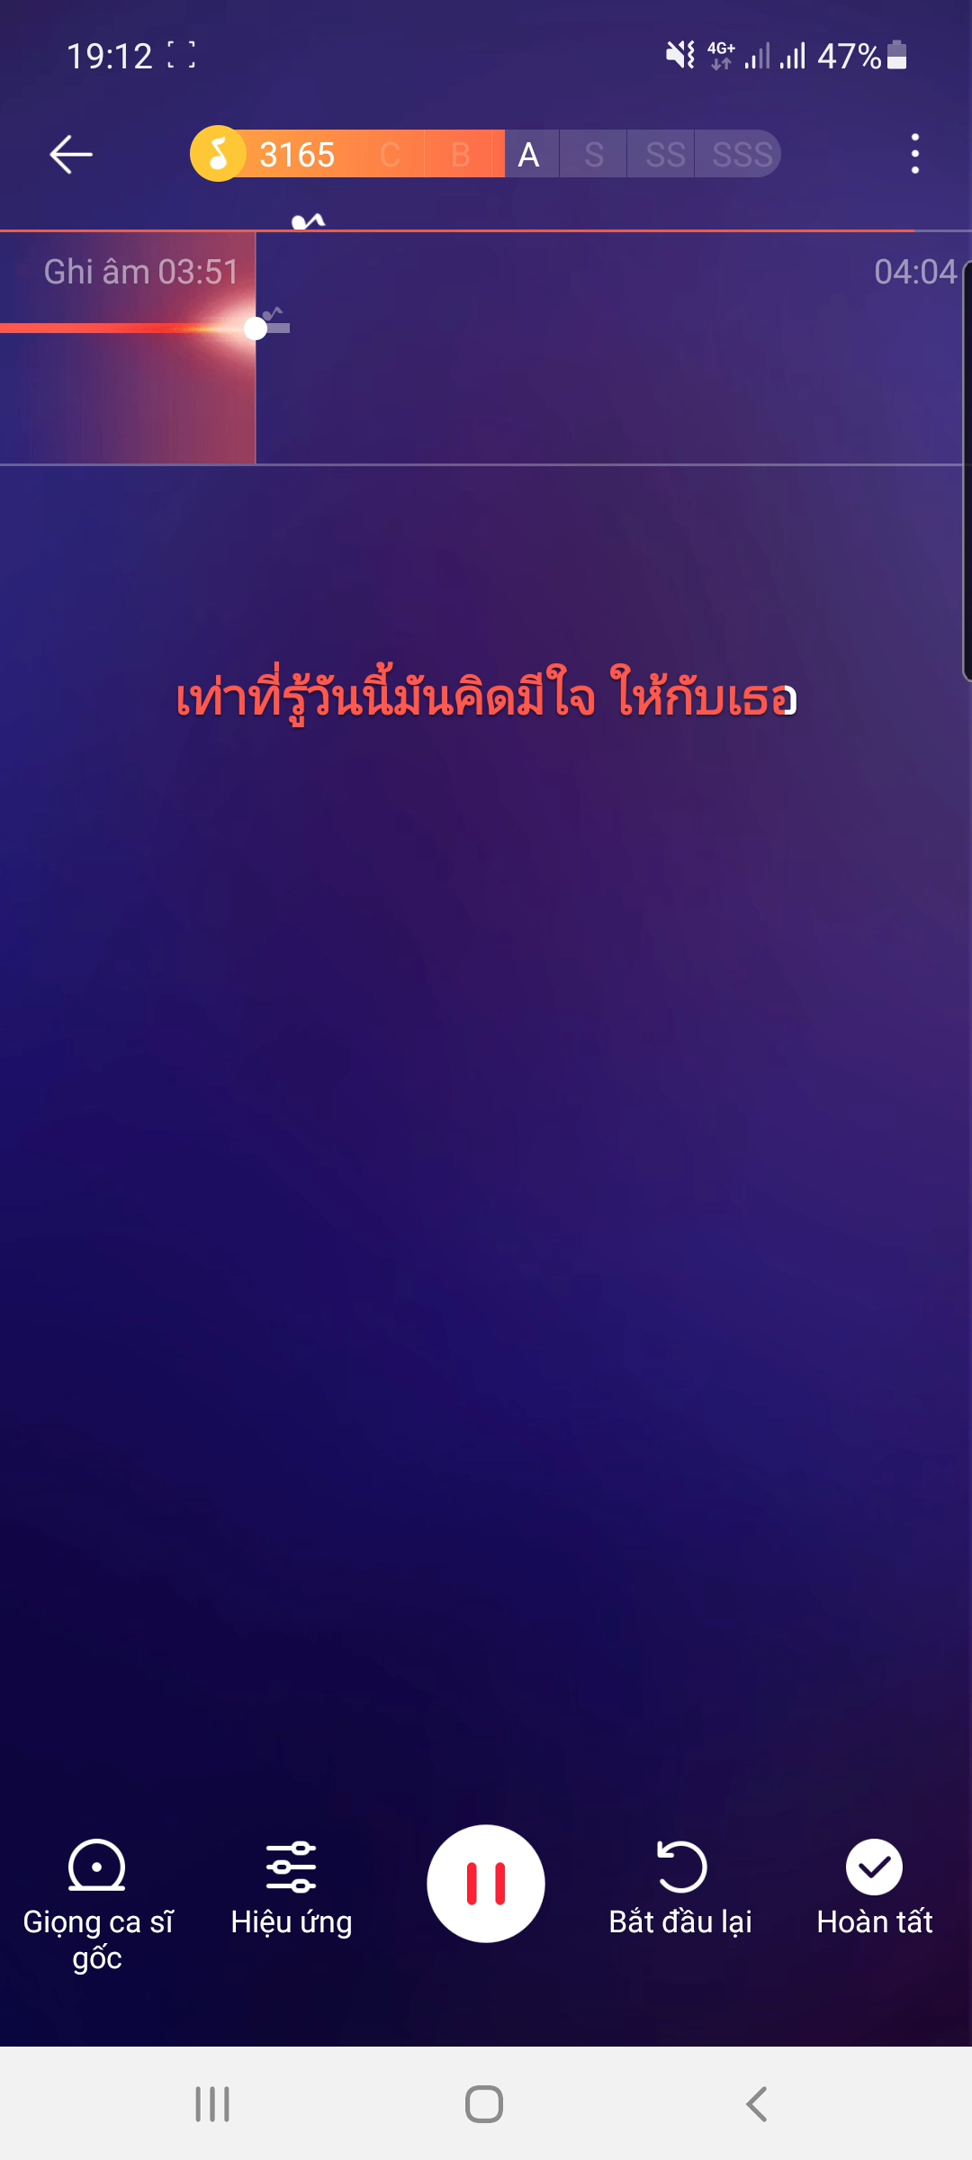 19:12 4G+ 47%
3165 C B A S SS SSS
Ghi âm 03:51 04:04
เท่าที่รู้วันนี้มันคิดมีใจ ให้กับเธอ
Giọng ca sĩ gốc
Hiệu ứng
Bắt đầu lại
Hoàn tất